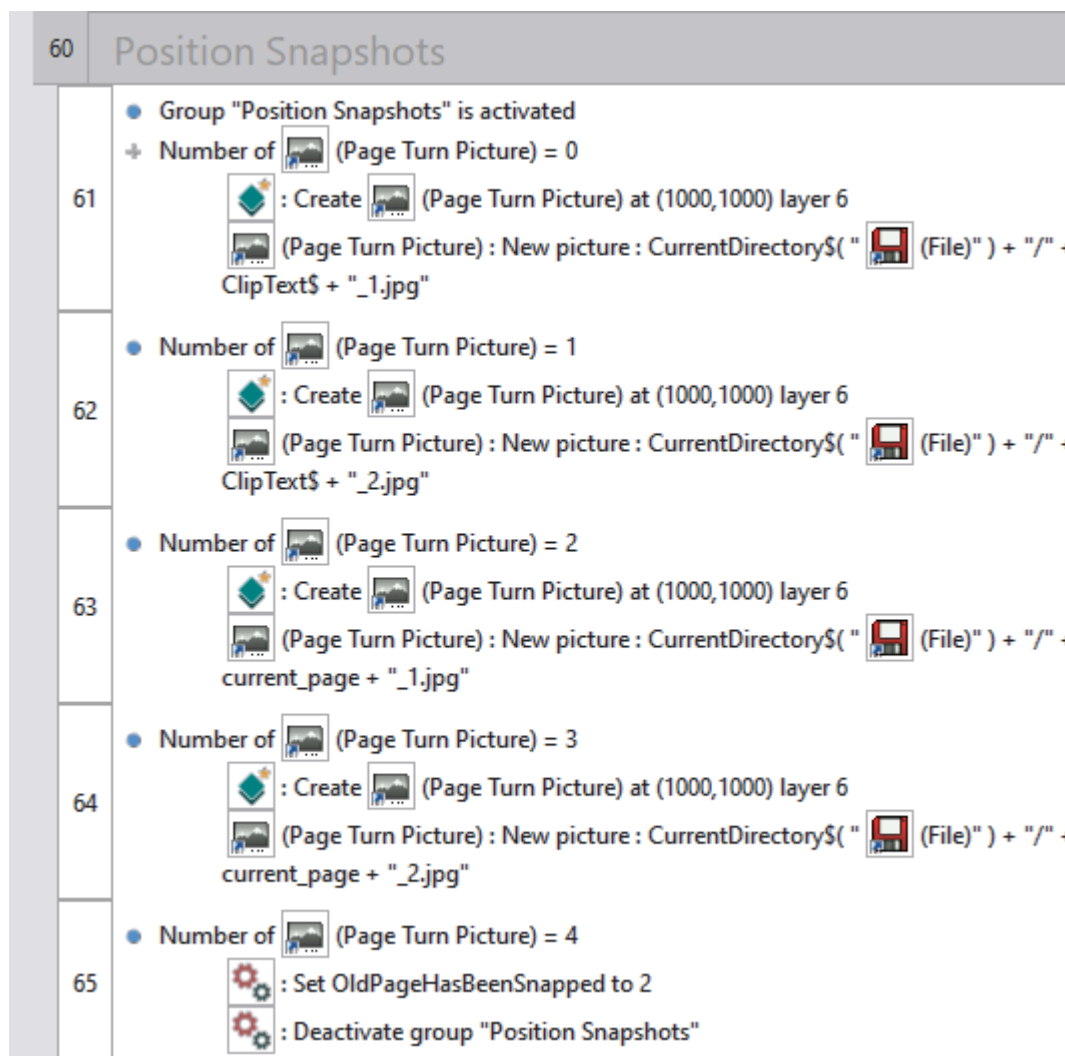 60 Position Snapshots
Group "Position Snapshots" is activated
Number of (Page Turn Picture) = 0
61
: Create (Page Turn Picture) at (1000,1000) layer 6
(Page Turn Picture) : New picture : CurrentDirectory$( " (File)" ) + "/" +
ClipText$ + "_1.jpg"
Number of (Page Turn Picture) = 1
62
: Create (Page Turn Picture) at (1000,1000) layer 6
(Page Turn Picture) : New picture : CurrentDirectory$( " (File)" ) + "/" +
ClipText$ + "_2.jpg"
Number of (Page Turn Picture) = 2
63
: Create (Page Turn Picture) at (1000,1000) layer 6
(Page Turn Picture) : New picture : CurrentDirectory$( " (File)" ) + "/" +
current_page + "_1.jpg"
Number of (Page Turn Picture) = 3
64
: Create (Page Turn Picture) at (1000,1000) layer 6
(Page Turn Picture) : New picture : CurrentDirectory$( " (File)" ) + "/" +
current_page + "_2.jpg"
Number of (Page Turn Picture) = 4
65
: Set OldPageHasBeenSnapped to 2
: Deactivate group "Position Snapshots"